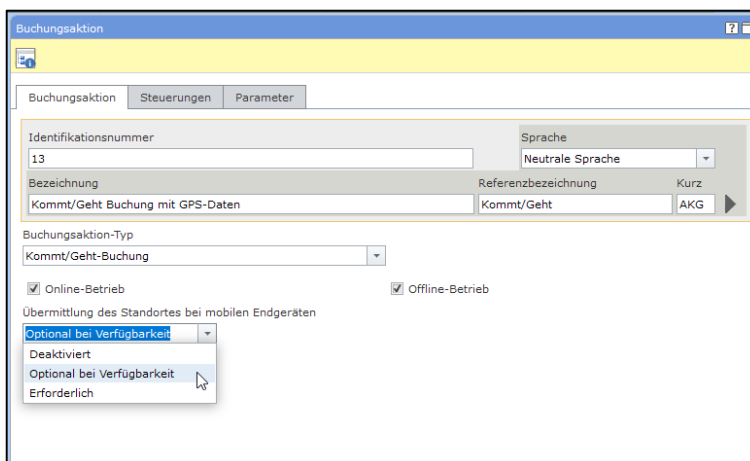 Buchungsaktion
Buchungsaktion Steuerungen Parameter
Identifikationsnummer Sprache
13 Neutrale Sprache
Bezeichnung Referenzbezeichnung Kurz
Kommt/Geht Buchung mit GPS-Daten Kommt/Geht AKG
Buchungsaktion-Typ
Kommt/Geht-Buchung
Online-Betrieb Offline-Betrieb
Übermittlung des Standortes bei mobilen Endgeräten
Optional bei Verfügbarkeit
Deaktiviert
Optional bei Verfügbarkeit
Erforderlich